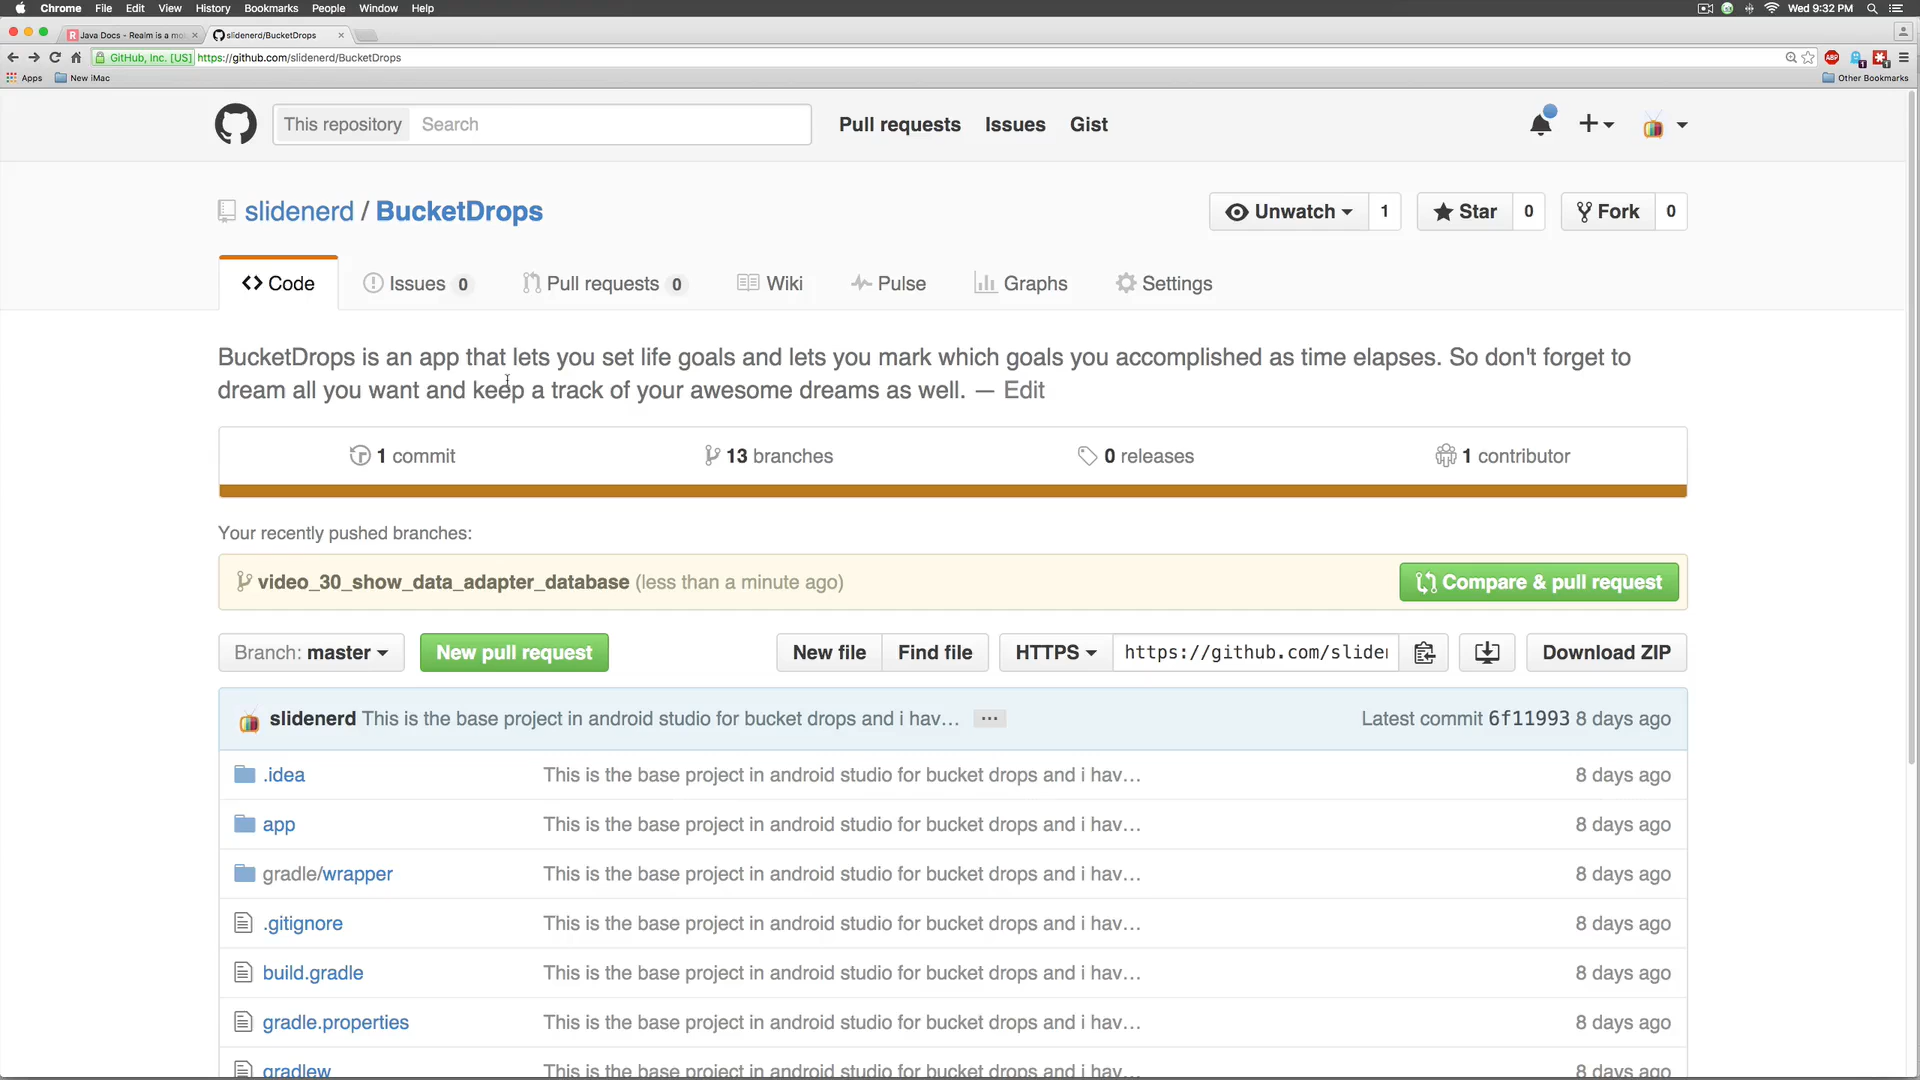 Chrome File Edit View History Bookmarks People Window Help Wed 9:32 PM
Java Docs - Realm is a mo slidenerd/BucketDrops
GitHub, Inc. [US] https://github.com/slidenerd/BucketDrops ABP
Apps New iMac Other Bookmarks
This repository Search Pull requests Issues Gist
slidenerd / BucketDrops Unwatch 1 Star 0 Fork 0
Code Issues 0 Pull requests 0 Wiki Pulse Graphs Settings
BucketDrops is an app that lets you set life goals and lets you mark which goals you accomplished as time elapses. So don't forget to
dream all you want and keep a track of your awesome dreams as well. — Edit
1 commit 13 branches 0 releases 1 contributor
Your recently pushed branches:
video_30_show_data_adapter_database (less than a minute ago) Compare & pull request
Branch: master New pull request New file Find file HTTPS https://github.com/slider Download ZIP
slidenerd This is the base project in android studio for bucket drops and i hav… ... Latest commit 6f11993 8 days ago
.idea This is the base project in android studio for bucket drops and i hav… 8 days ago
app This is the base project in android studio for bucket drops and i hav… 8 days ago
gradle/wrapper This is the base project in android studio for bucket drops and i hav… 8 days ago
.gitignore This is the base project in android studio for bucket drops and i hav… 8 days ago
build.gradle This is the base project in android studio for bucket drops and i hav… 8 days ago
gradle.properties This is the base project in android studio for bucket drops and i hav… 8 days ago
gradlew This is the base project in android studio for bucket drops and i hav… 8 days ago